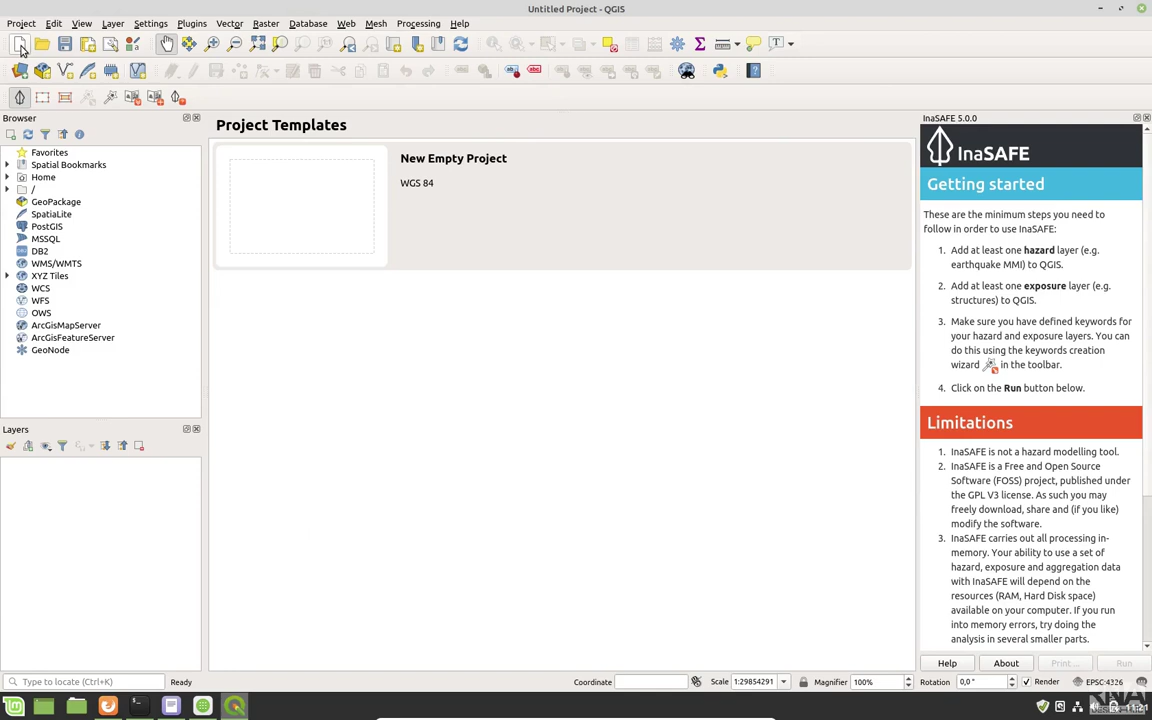 Untitled Project - QGIS
Project Edit View Layer Settings Plugins Vector Raster Database Web Mesh Processing Help
Browser
Favorites
Spatial Bookmarks
Home
/
GeoPackage
SpatiaLite
PostGIS
MSSQL
DB2
WMS/WMTS
XYZ Tiles
WCS
WFS
OWS
ArcGisMapServer
ArcGisFeatureServer
GeoNode
Layers
Project Templates
New Empty Project
WGS 84
InaSAFE 5.0.0
InaSAFE
Getting started
These are the minimum steps you need to
follow in order to use InaSAFE:
1. Add at least one hazard layer (e.g.
earthquake MMI) to QGIS.
2. Add at least one exposure layer (e.g.
structures) to QGIS.
3. Make sure you have defined keywords for
your hazard and exposure layers. You can
do this using the keywords creation
wizard in the toolbar.
4. Click on the Run button below.
Limitations
1. InaSAFE is not a hazard modelling tool.
2. InaSAFE is a Free and Open Source
Software (FOSS) project, published under
the GPL V3 license. As such you may
freely download, share and (if you like)
modify the software.
3. InaSAFE carries out all processing in-
memory. Your ability to use a set of
hazard, exposure and aggregation data
with InaSAFE will depend on the
resources (RAM, Hard Disk space)
available on your computer. If you run
into memory errors, try doing the
analysis in several smaller parts.
Help About Print ... Run
Type to locate (Ctrl+K) Ready Coordinate Scale 1:29854291 Magnifier 100% Rotation 0,0° Render EPSG:4326
11:21